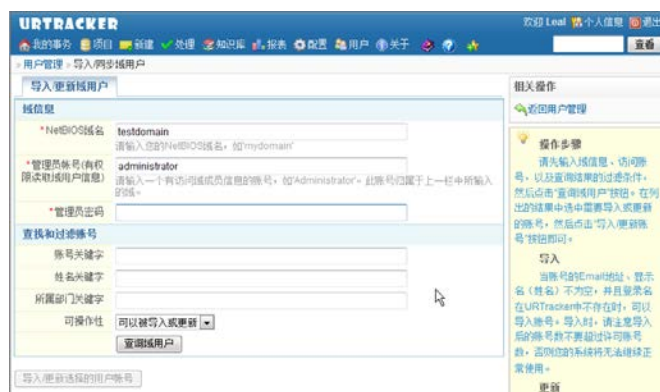 URTRACKER
欢迎 Leal 个人信息 退出
我的事务 项目 新建 处理 知识库 报表 配置 用户 关于
查看
» 用户管理 » 导入/同步域用户
导入/更新域用户
域信息
*NetBIOS域名 testdomain
请输入您的NetBIOS域名，如'mydomain'
*管理员帐号(有权限读取域用户信息) administrator
请输入一个有访问域成员信息的账号，如'Administrator'。此账号归属于上一栏中所输入的域。
*管理员密码
查找和过滤账号
账号关键字
姓名关键字
所属部门关键字
可操作性 可以被导入或更新
查询域用户
导入/更新选择的用户帐号
相关操作
返回用户管理
操作步骤
请先输入域信息、访问账
号，以及查询结果的过滤条件，
然后点击"查询域用户"按钮。在列
出的结果中选中需要导入或更新
的账号，然后点击"导入/更新账
号"按钮即可。
导入
当账号的Email地址、显示
名（姓名）不为空，并且登录名
在URTracker中不存在时，可以
导入账号。导入时，请注意导入
后的账号数不要超过许可账号
数，否则您的系统将无法继续正
常使用。
更新